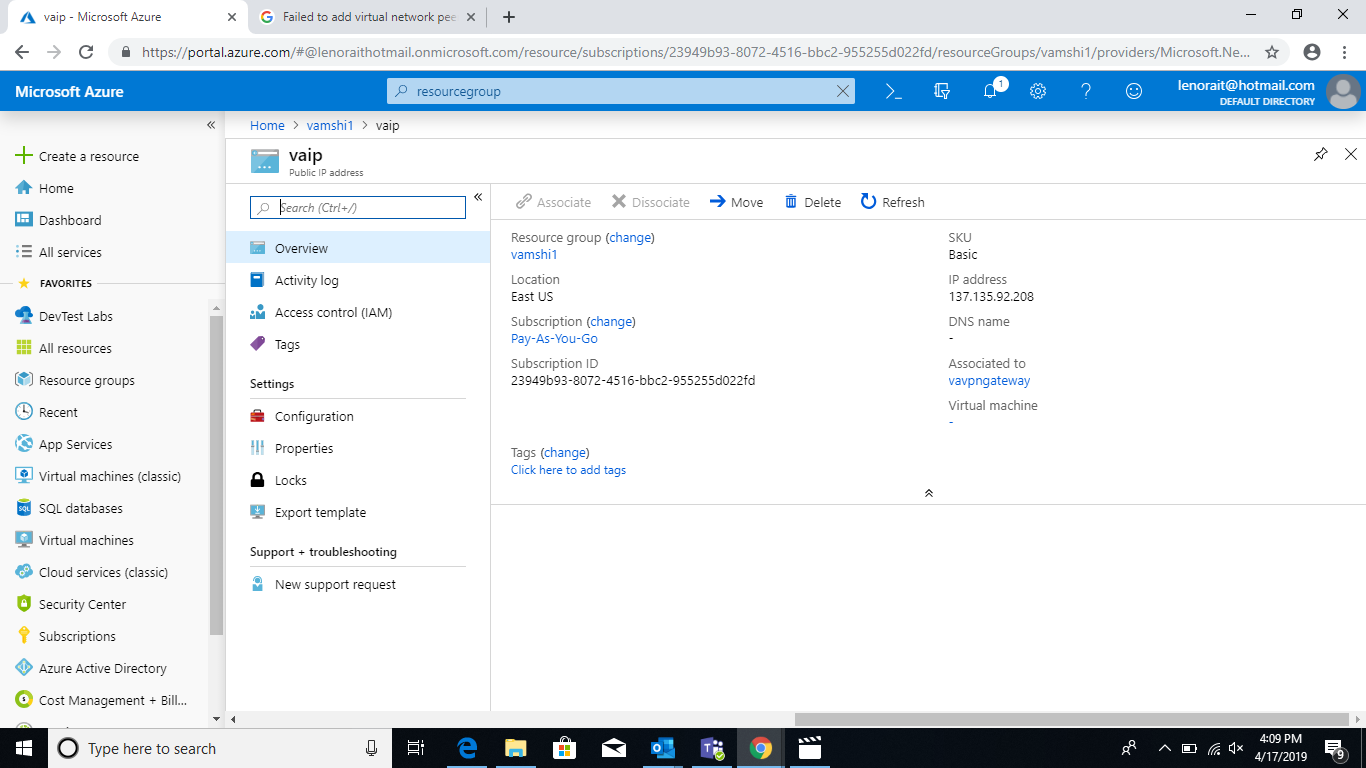 vaip - Microsoft Azure
Failed to add virtual network pee
https://portal.azure.com/#@lenoraithotmail.onmicrosoft.com/resource/subscriptions/23949b93-8072-4516-bbc2-955255d022fd/resourceGroups/vamshi1/providers/Microsoft.Ne...
Microsoft Azure
resourcegroup
1
lenorait@hotmail.com
DEFAULT DIRECTORY
Create a resource
Home
Dashboard
All services
FAVORITES
DevTest Labs
All resources
Resource groups
Recent
App Services
Virtual machines (classic)
SQL databases
Virtual machines
Cloud services (classic)
Security Center
Subscriptions
Azure Active Directory
Cost Management + Bill...
Home > vamshi1 > vaip
vaip
Public IP address
Search (Ctrl+/)
Overview
Activity log
Access control (IAM)
Tags
Settings
Configuration
Properties
Locks
Export template
Support + troubleshooting
New support request
Associate Dissociate Move Delete Refresh
Resource group (change)
vamshi1
Location
East US
Subscription (change)
Pay-As-You-Go
Subscription ID
23949b93-8072-4516-bbc2-955255d022fd
SKU
Basic
IP address
137.135.92.208
DNS name
-
Associated to
vavpngateway
Virtual machine
-
Tags (change)
Click here to add tags
Type here to search
4:09 PM
4/17/2019
9